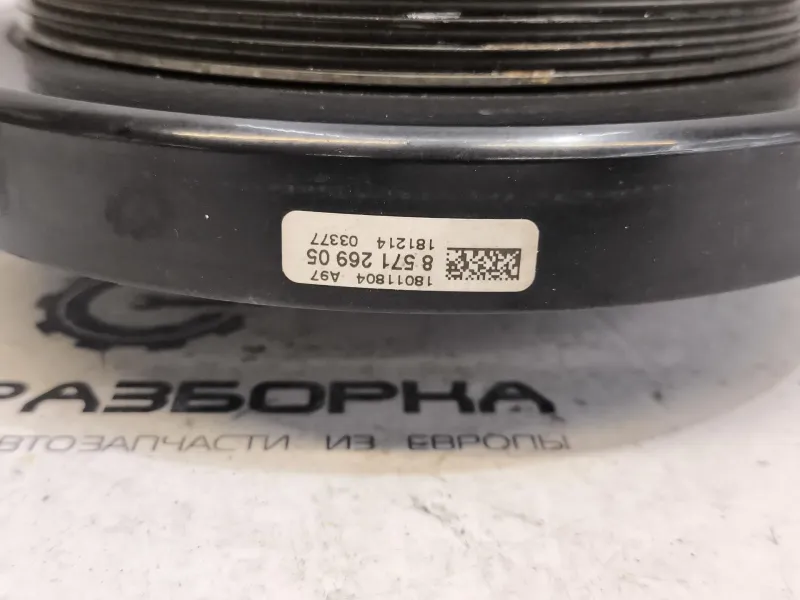 18011804 A97
8 571 269 05
181214 03377
РАЗБОРКА
АВТОЗАПЧАСТИ ИЗ ЕВРОПЫ